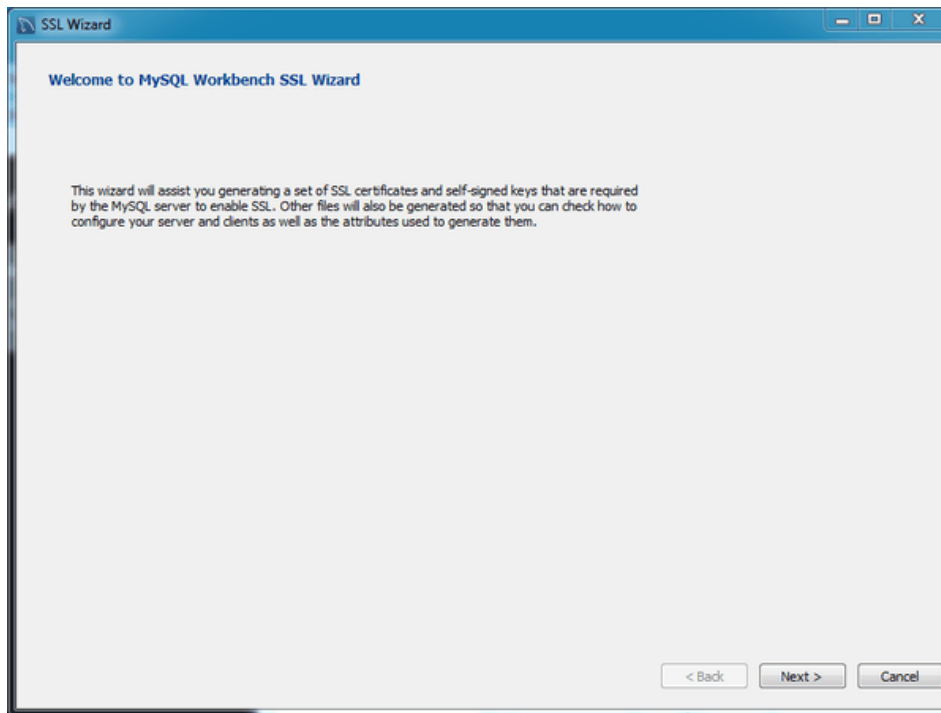 SSL Wizard
Welcome to MySQL Workbench SSL Wizard
This wizard will assist you generating a set of SSL certificates and self-signed keys that are required
by the MySQL server to enable SSL. Other files will also be generated so that you can check how to
configure your server and clients as well as the attributes used to generate them.
< Back Next > Cancel